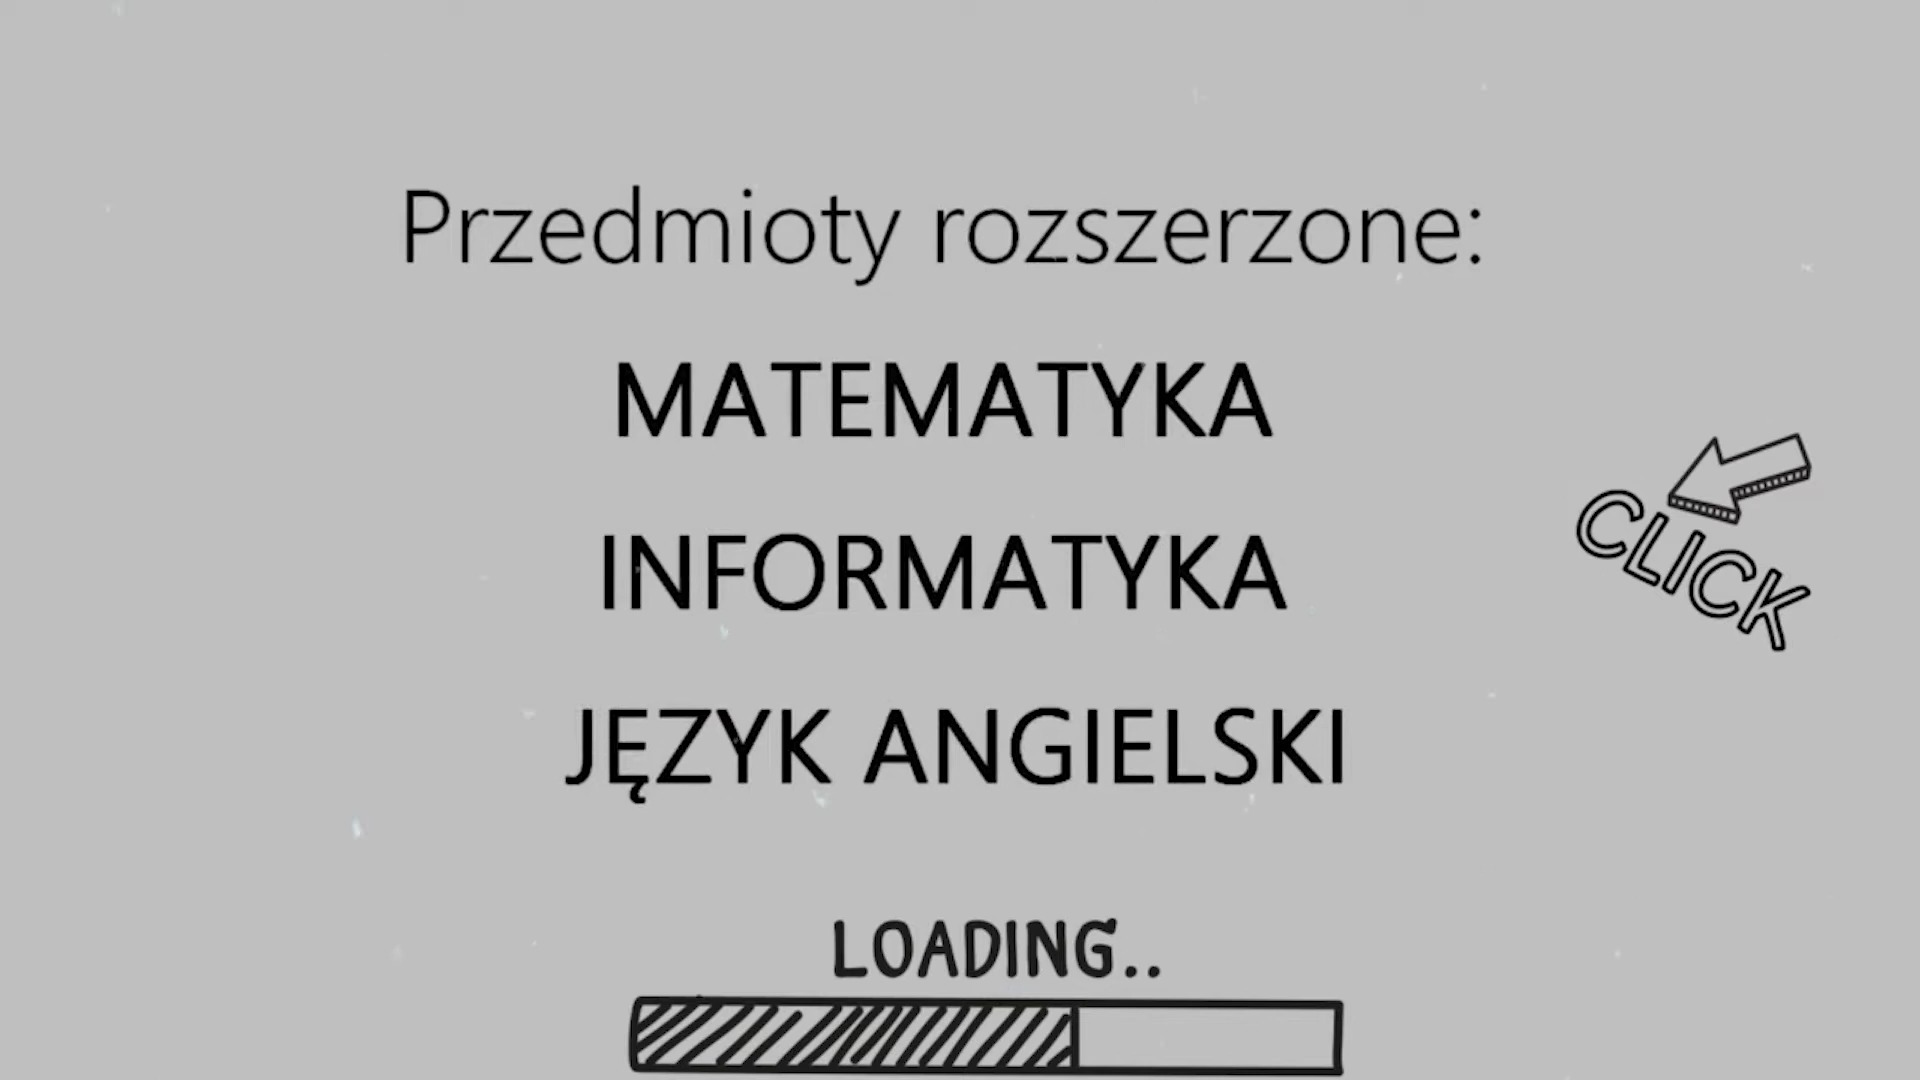 Przedmioty rozszerzone:
MATEMATYKA
INFORMATYKA
JĘZYK ANGIELSKI
CLICK
LOADING..